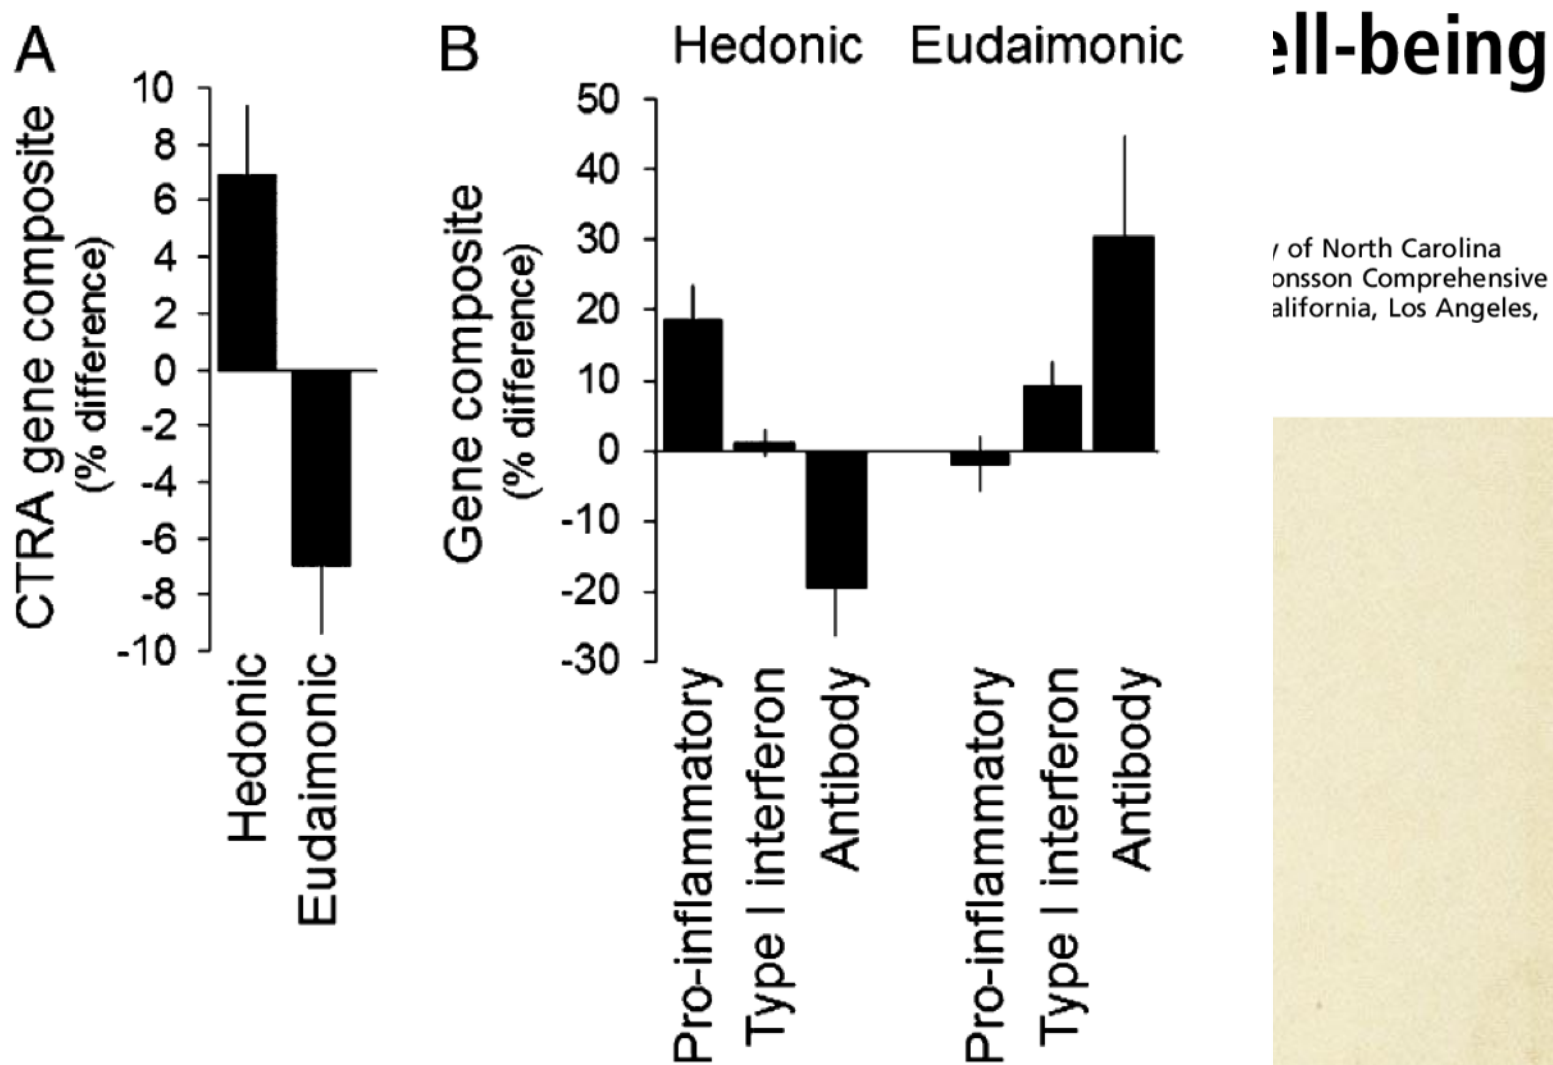 A
CTRA gene composite
(% difference)
10
8
6
4
2
0
-2
-4
-6
-8
-10
Hedonic
Eudaimonic
B
Hedonic Eudaimonic
Gene composite
(% difference)
50
40
30
20
10
0
-10
-20
-30
Pro-inflammatory
Type I interferon
Antibody
Pro-inflammatory
Type I interferon
Antibody
ell-being
y of North Carolina
onsson Comprehensive
alifornia, Los Angeles,